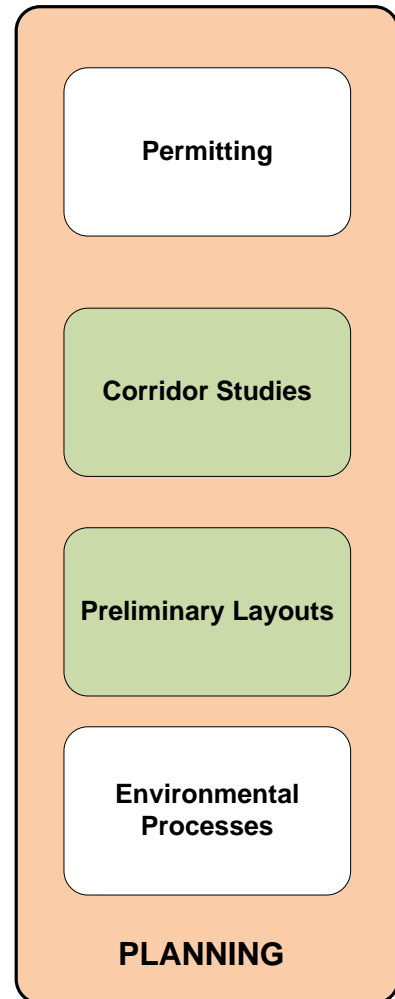 Permitting
Corridor Studies
Preliminary Layouts
Environmental
Processes
PLANNING